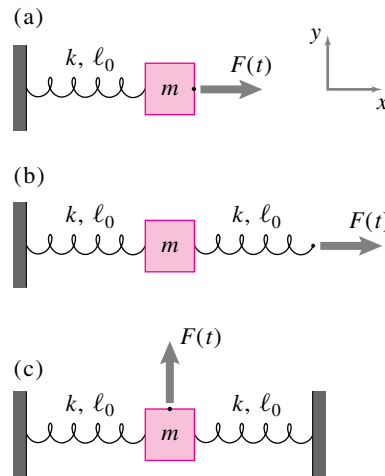 (a)
k, ℓ₀
m
F(t)
y
x
(b)
k, ℓ₀
m
k, ℓ₀
F(t)
F(t)
(c)
k, ℓ₀
m
k, ℓ₀